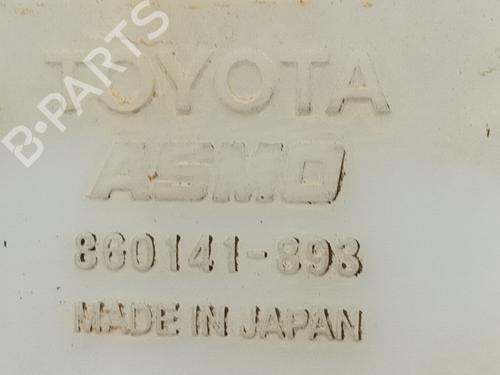 B-PARTS
TOYOTA
ASMO
860141-893
MADE IN JAPAN